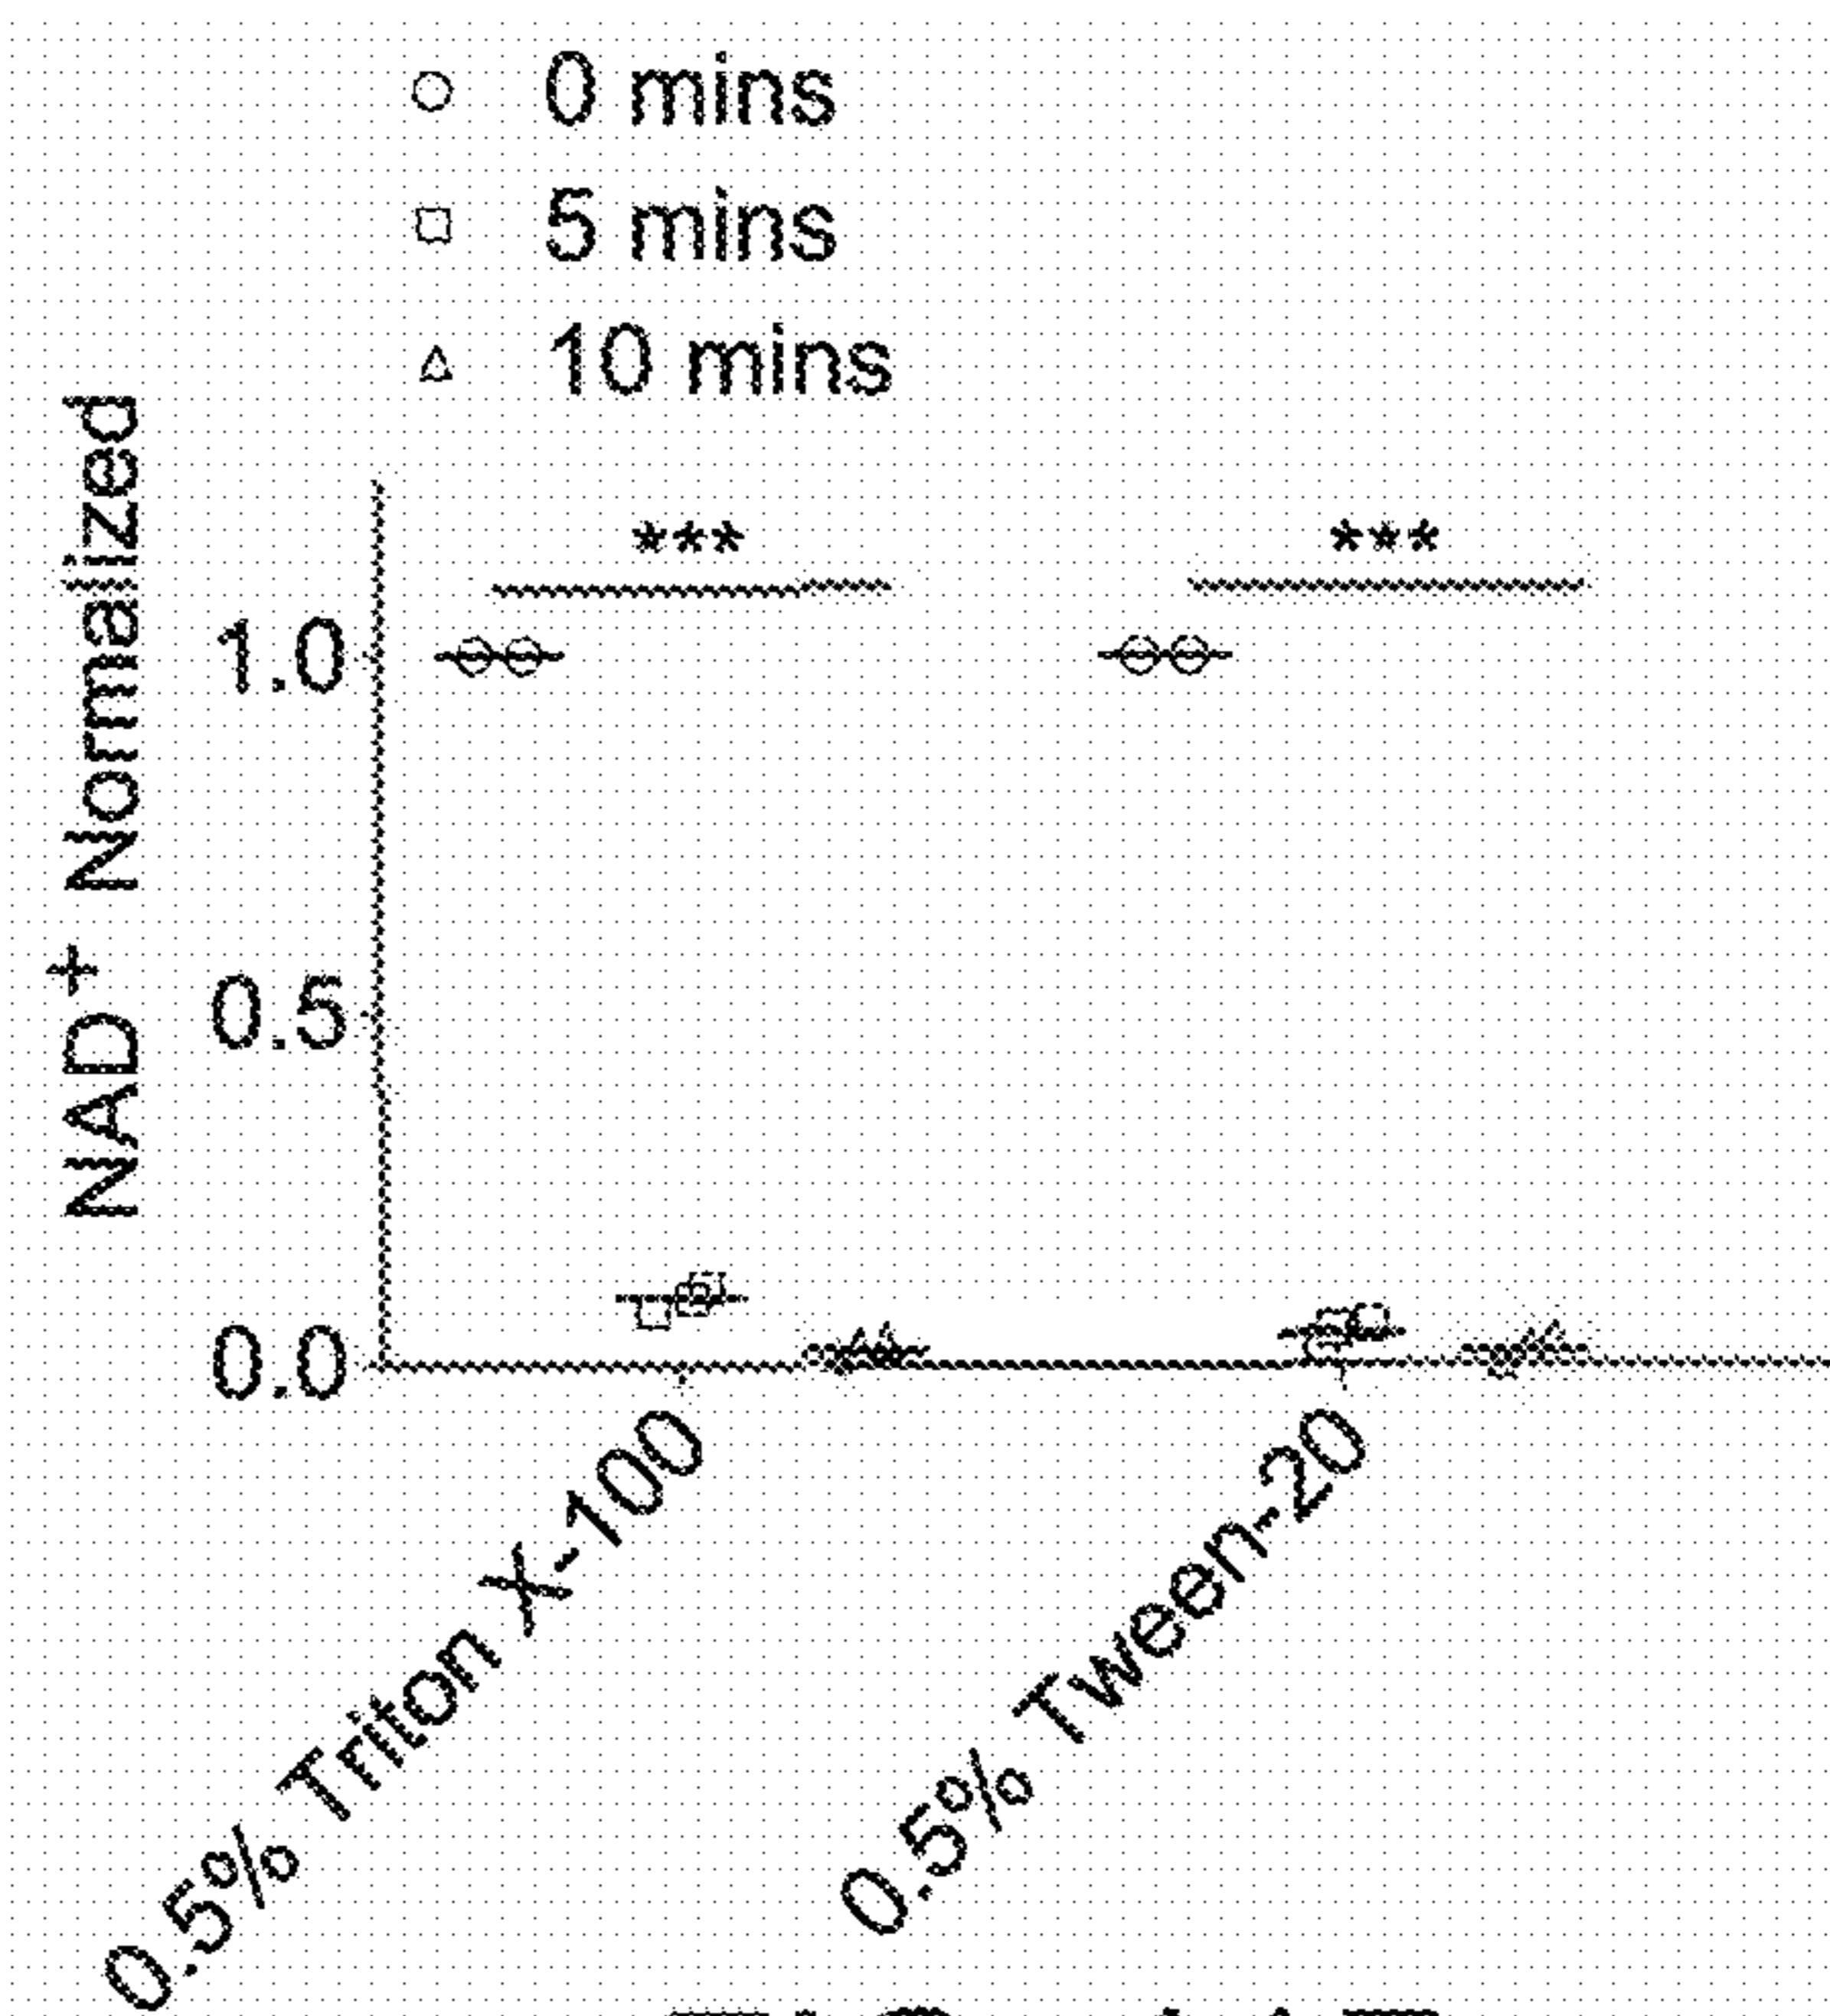 0 mins
5 mins
10 mins
NAD+ Normalized
***
***
1.0
0.5
0.0
0.5% Triton X-100
0.5% Tween-20